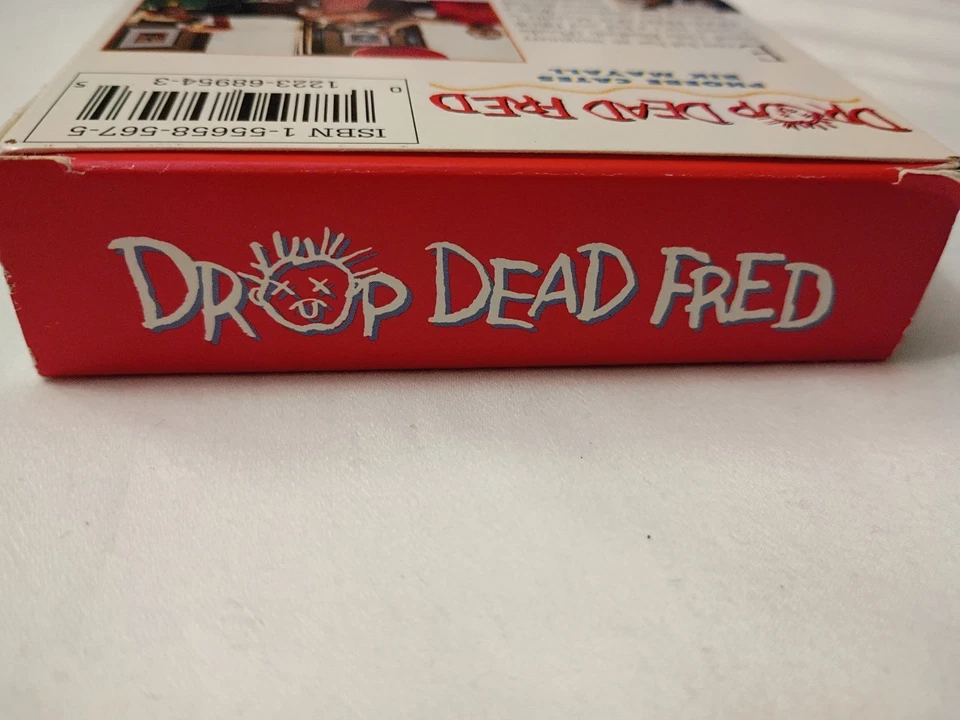 DROP DEAD FRED
PHOEBE CATES
RIK MAYALL
DROP DEAD FRED
ISBN 1-55658-567-5
1223-68954-3
0
5